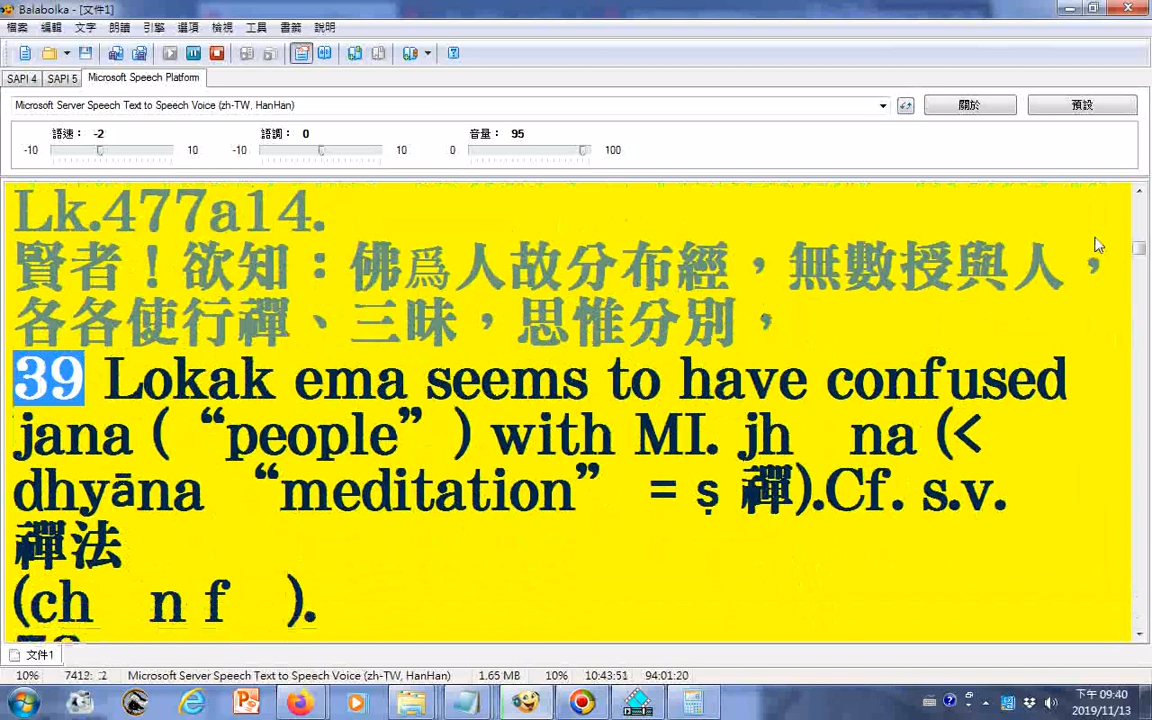 Balabolka - [文件1]
檔案 編輯 文字 朗讀 引擎 選項 檢視 工具 書籤 說明
SAPI 4 SAPI 5 Microsoft Speech Platform
Microsoft Server Speech Text to Speech Voice (zh-TW, HanHan) 關於 預設
語速： -2 語調： 0 音量： 95
-10 10 -10 10 0 100
Lk.477a14.
賢者！欲知：佛爲人故分布經，無數授與人，
各各使行禪、三昧，思惟分別，
39 Lokak ema seems to have confused
jana ( “people” ) with MI. jh na (<
dhyāna “meditation” = ṣ 禪).Cf. s.v.
禪法
(ch n f ).
文件1
10% 7412: :2 Microsoft Server Speech Text to Speech Voice (zh-TW, HanHan) 1.65 MB 10% 10:43:51 94:01:20
下午 09:40
2019/11/13